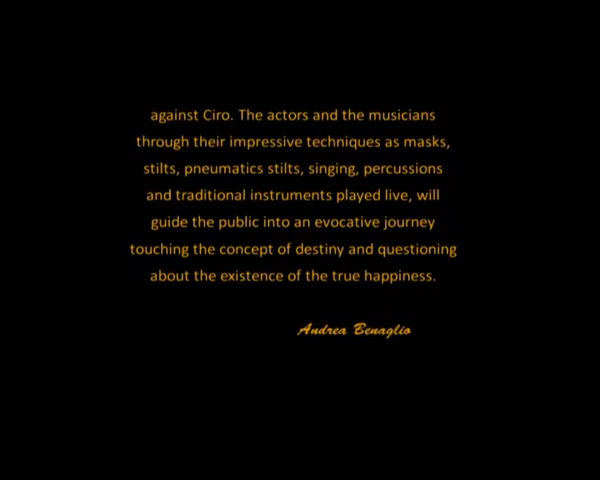 against Ciro. The actors and the musicians
through their impressive techniques as masks,
stilts, pneumatics stilts, singing, percussions
and traditional instruments played live, will
guide the public into an evocative journey
touching the concept of destiny and questioning
about the existence of the true happiness.
Andrea Benaglio